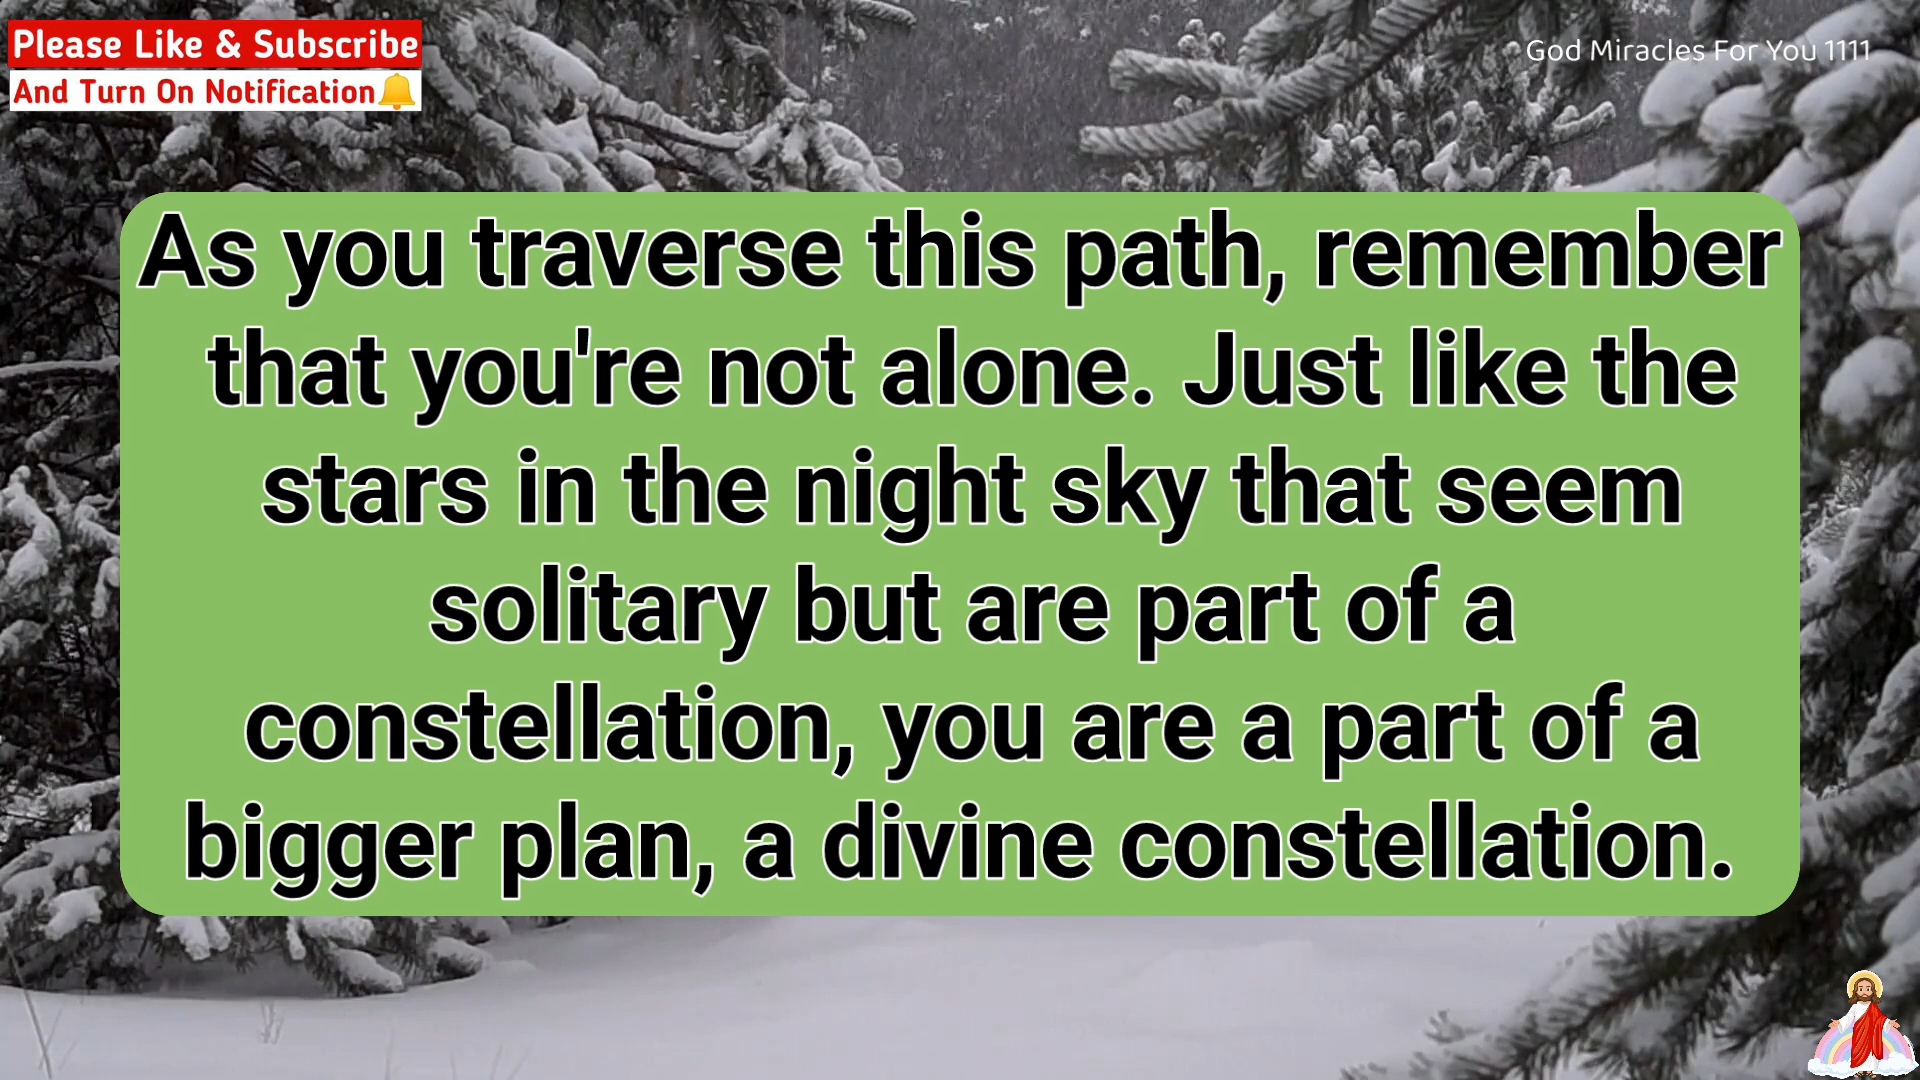 Please Like & Subscribe
And Turn On Notification
God Miracles For You 1111
As you traverse this path, remember
that you're not alone. Just like the
stars in the night sky that seem
solitary but are part of a
constellation, you are a part of a
bigger plan, a divine constellation.